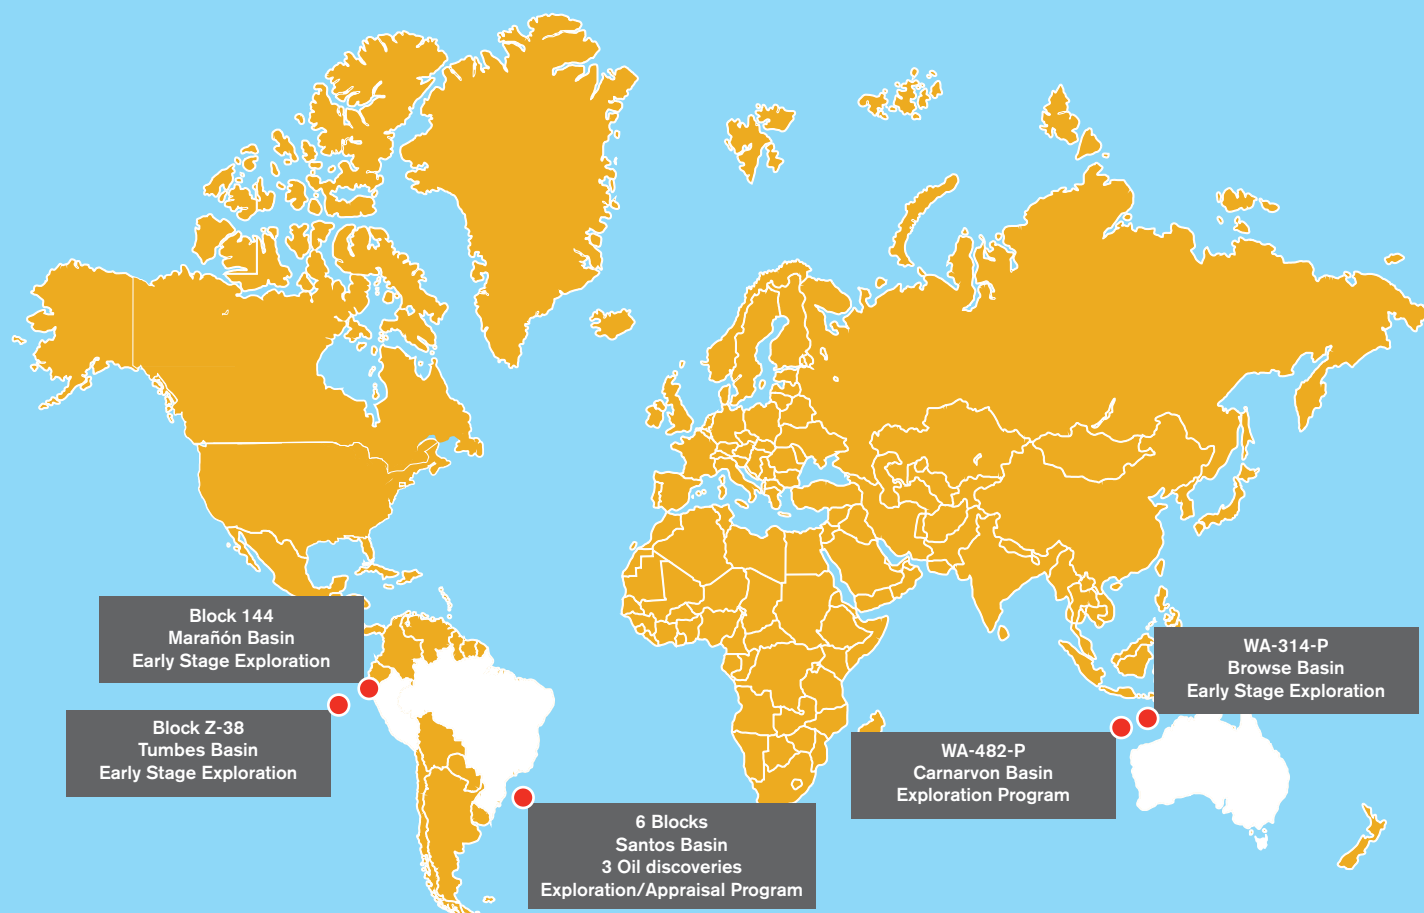 Block 144
Marañón Basin
Early Stage Exploration
Block Z-38
Tumbes Basin
Early Stage Exploration
6 Blocks
Santos Basin
3 Oil discoveries
Exploration/Appraisal Program
WA-314-P
Browse Basin
Early Stage Exploration
WA-482-P
Carnarvon Basin
Exploration Program